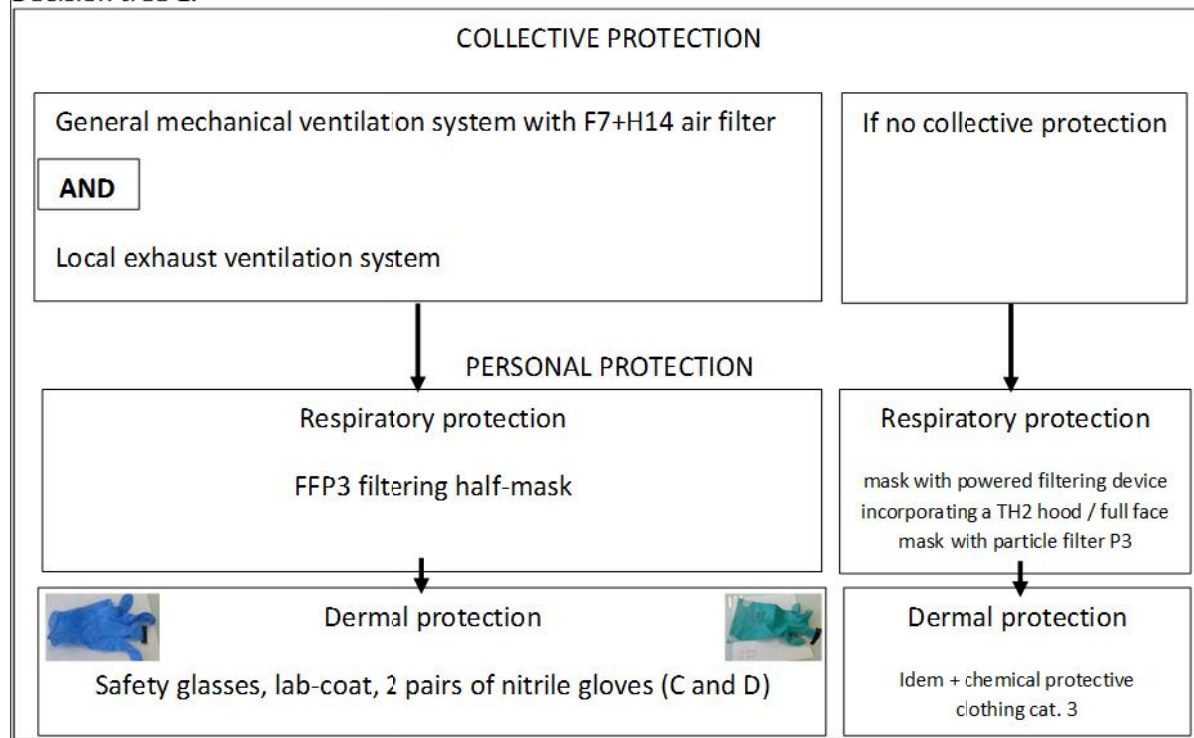 COLLECTIVE PROTECTION
General mechanical ventilation system with F7+H14 air filter
AND
Local exhaust ventilation system
If no collective protection
PERSONAL PROTECTION
Respiratory protection
FFP3 filtering half-mask
Respiratory protection
mask with powered filtering device
incorporating a TH2 hood / full face
mask with particle filter P3
Dermal protection
Safety glasses, lab-coat, 2 pairs of nitrile gloves (C and D)
Dermal protection
Idem + chemical protective
clothing cat. 3